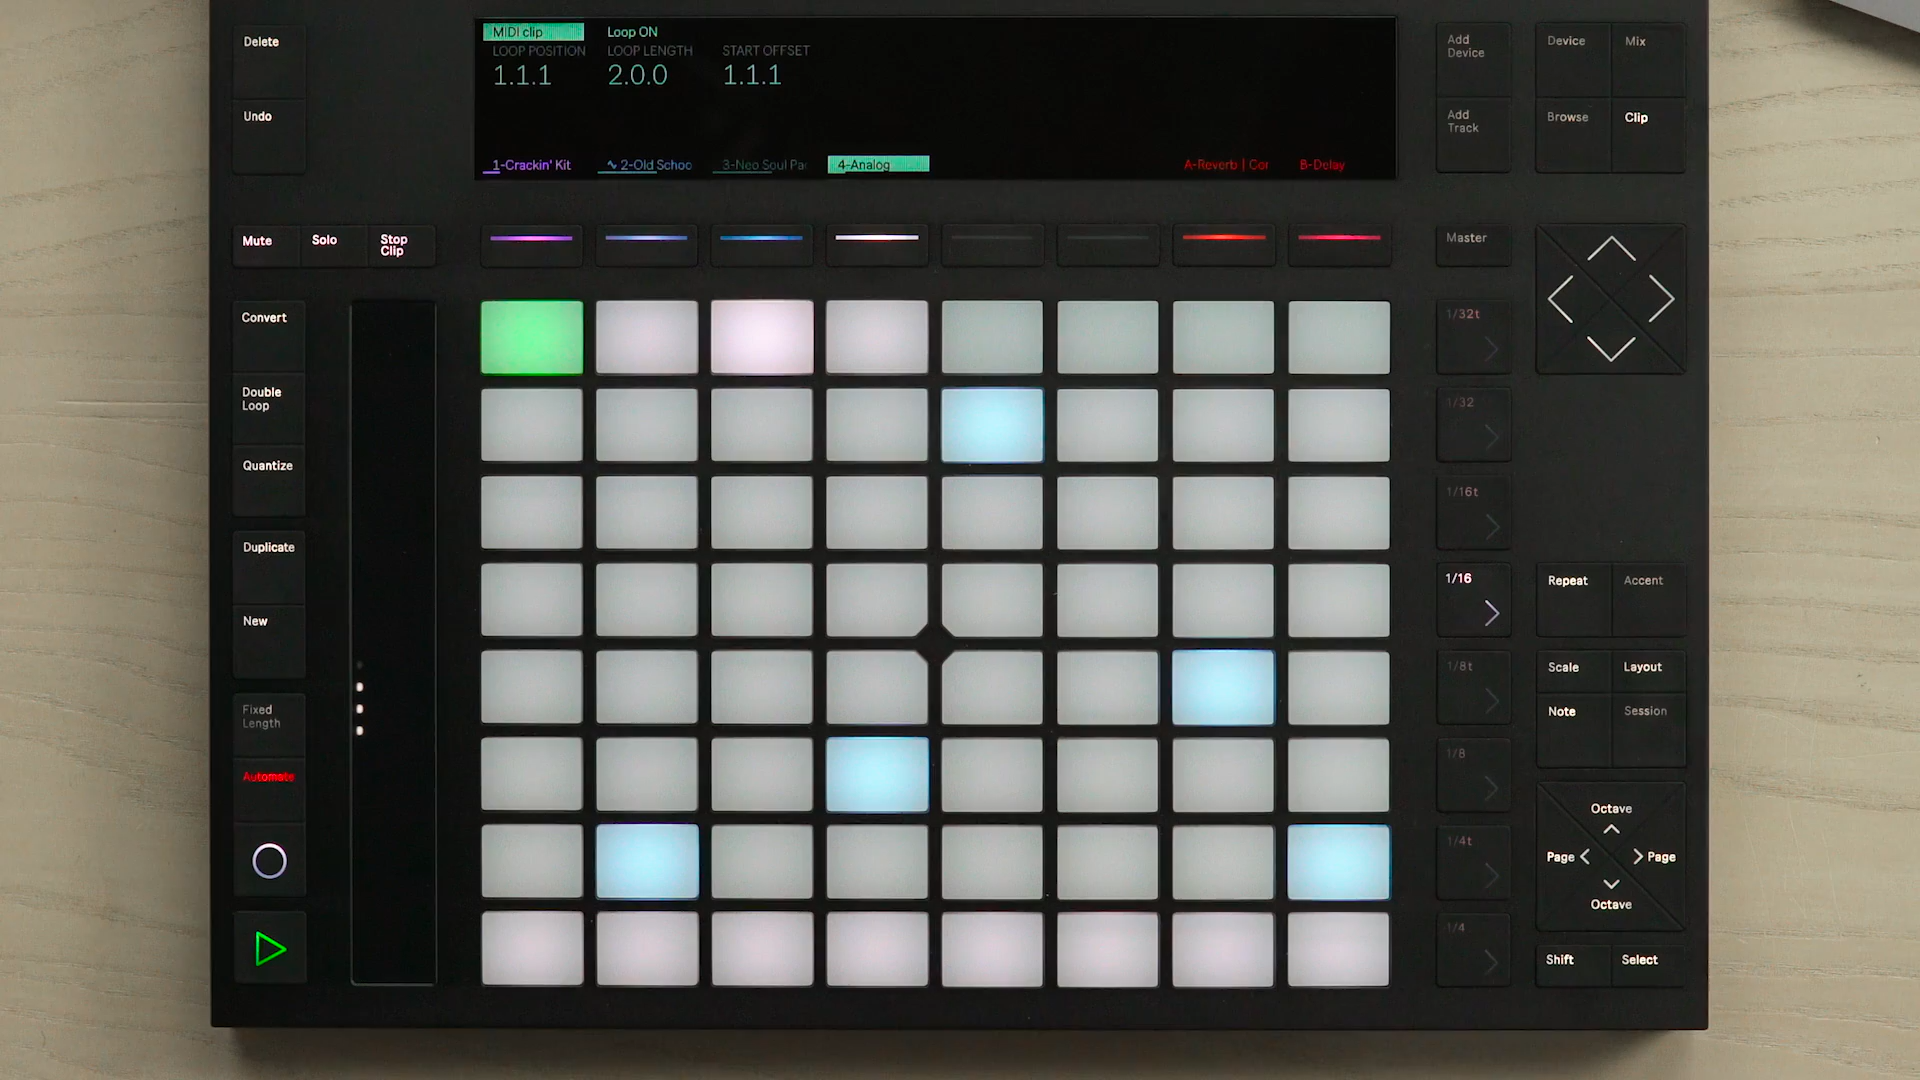 Delete
Undo
MIDI clip
LOOP POSITION
1.1.1
Loop ON
LOOP LENGTH
2.0.0
START OFFSET
1.1.1
1-Crackin' Kit
2-Old Schoo
3-Neo Soul Pac
4-Analog
A-Reverb | Cor
B-Delay
Add
Device
Add
Track
Device
Mix
Browse
Clip
Mute
Solo
Stop
Clip
Master
Convert
Double
Loop
Quantize
Duplicate
New
Fixed
Length
Automate
1/32t
1/32
1/16t
1/16
1/8t
1/8
1/4t
1/4
Repeat
Accent
Scale
Layout
Note
Session
Octave
Page
Page
Octave
Shift
Select